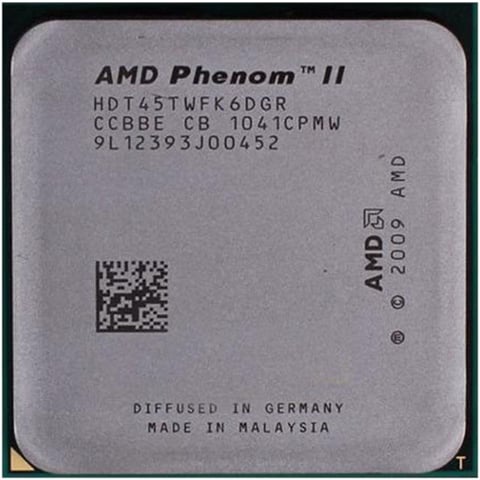 AMD Phenom™ II
HDT45TWFK6DGR
CCBBE CB 1041CPMW
9L12393J00452
AMD
Ⓜ © 2009 AMD
DIFFUSED IN GERMANY
MADE IN MALAYSIA
T